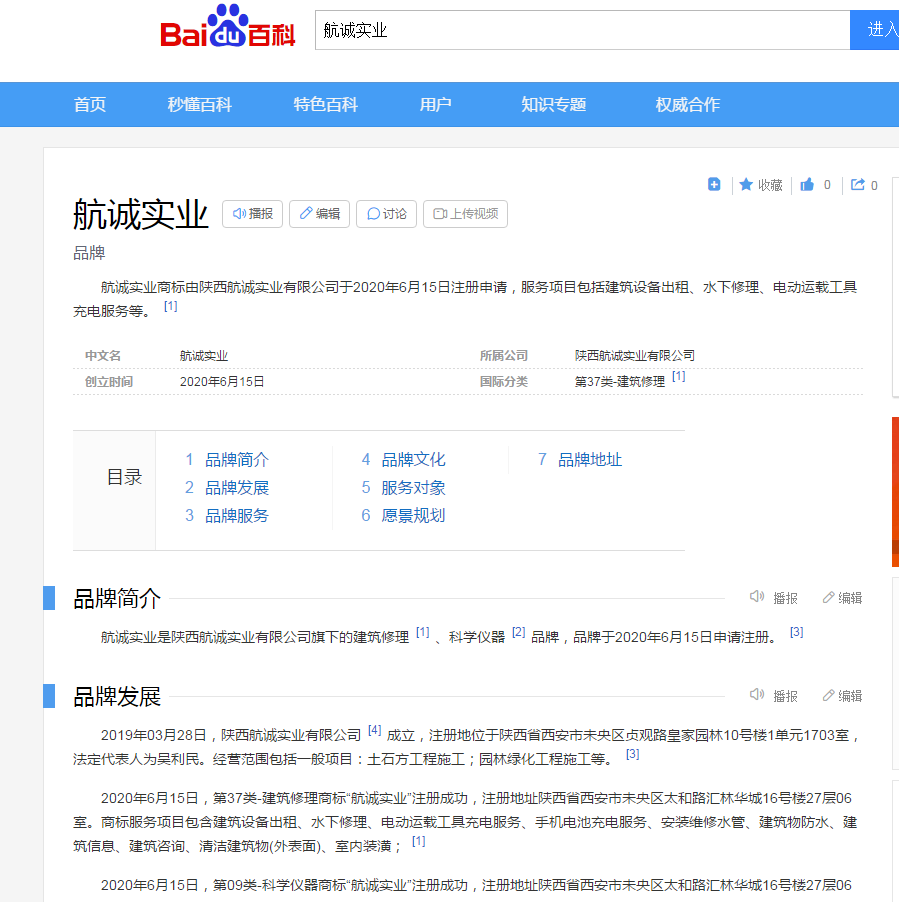 Baidu百科
航诚实业
进入
首页 秒懂百科 特色百科 用户 知识专题 权威合作
收藏 0 0
航诚实业 播报 编辑 讨论 上传视频
品牌
航诚实业商标由陕西航诚实业有限公司于2020年6月15日注册申请，服务项目包括建筑设备出租、水下修理、电动运载工具
充电服务等。 [1]
中文名 航诚实业 所属公司 陕西航诚实业有限公司
创立时间 2020年6月15日 国际分类 第37类-建筑修理 [1]
目录
1 品牌简介 4 品牌文化 7 品牌地址
2 品牌发展 5 服务对象
3 品牌服务 6 愿景规划
品牌简介 播报 编辑
航诚实业是陕西航诚实业有限公司旗下的建筑修理 [1] 、科学仪器 [2] 品牌，品牌于2020年6月15日申请注册。 [3]
品牌发展 播报 编辑
2019年03月28日，陕西航诚实业有限公司 [4] 成立，注册地位于陕西省西安市未央区贞观路皇家园林10号楼1单元1703室，
法定代表人为吴利民。经营范围包括一般项目：土石方工程施工；园林绿化工程施工等。 [3]
2020年6月15日，第37类-建筑修理商标“航诚实业”注册成功，注册地址陕西省西安市未央区太和路汇林华城16号楼27层06
室。商标服务项目包含建筑设备出租、水下修理、电动运载工具充电服务、手机电池充电服务、安装维修水管、建筑物防水、建
筑信息、建筑咨询、清洁建筑物(外表面)、室内装潢； [1]
2020年6月15日，第09类-科学仪器商标“航诚实业”注册成功，注册地址陕西省西安市未央区太和路汇林华城16号楼27层06